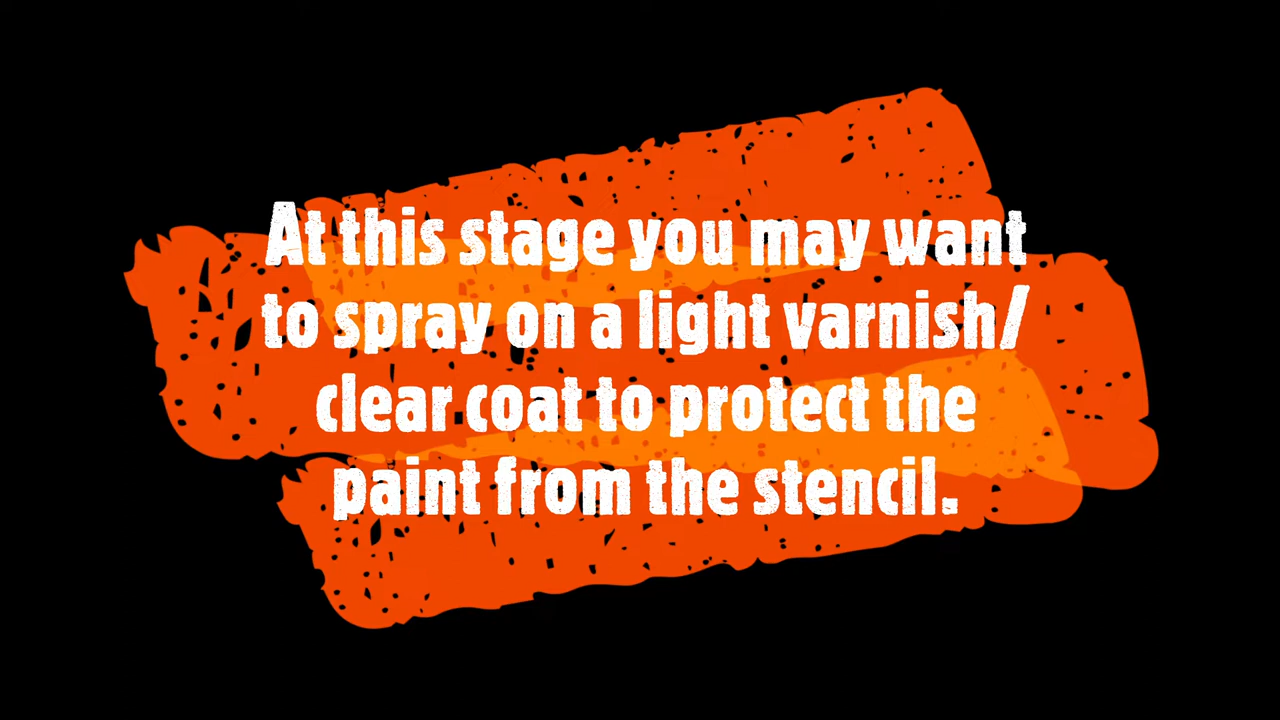 At this stage you may want
to spray on a light varnish/
clear coat to protect the
paint from the stencil.